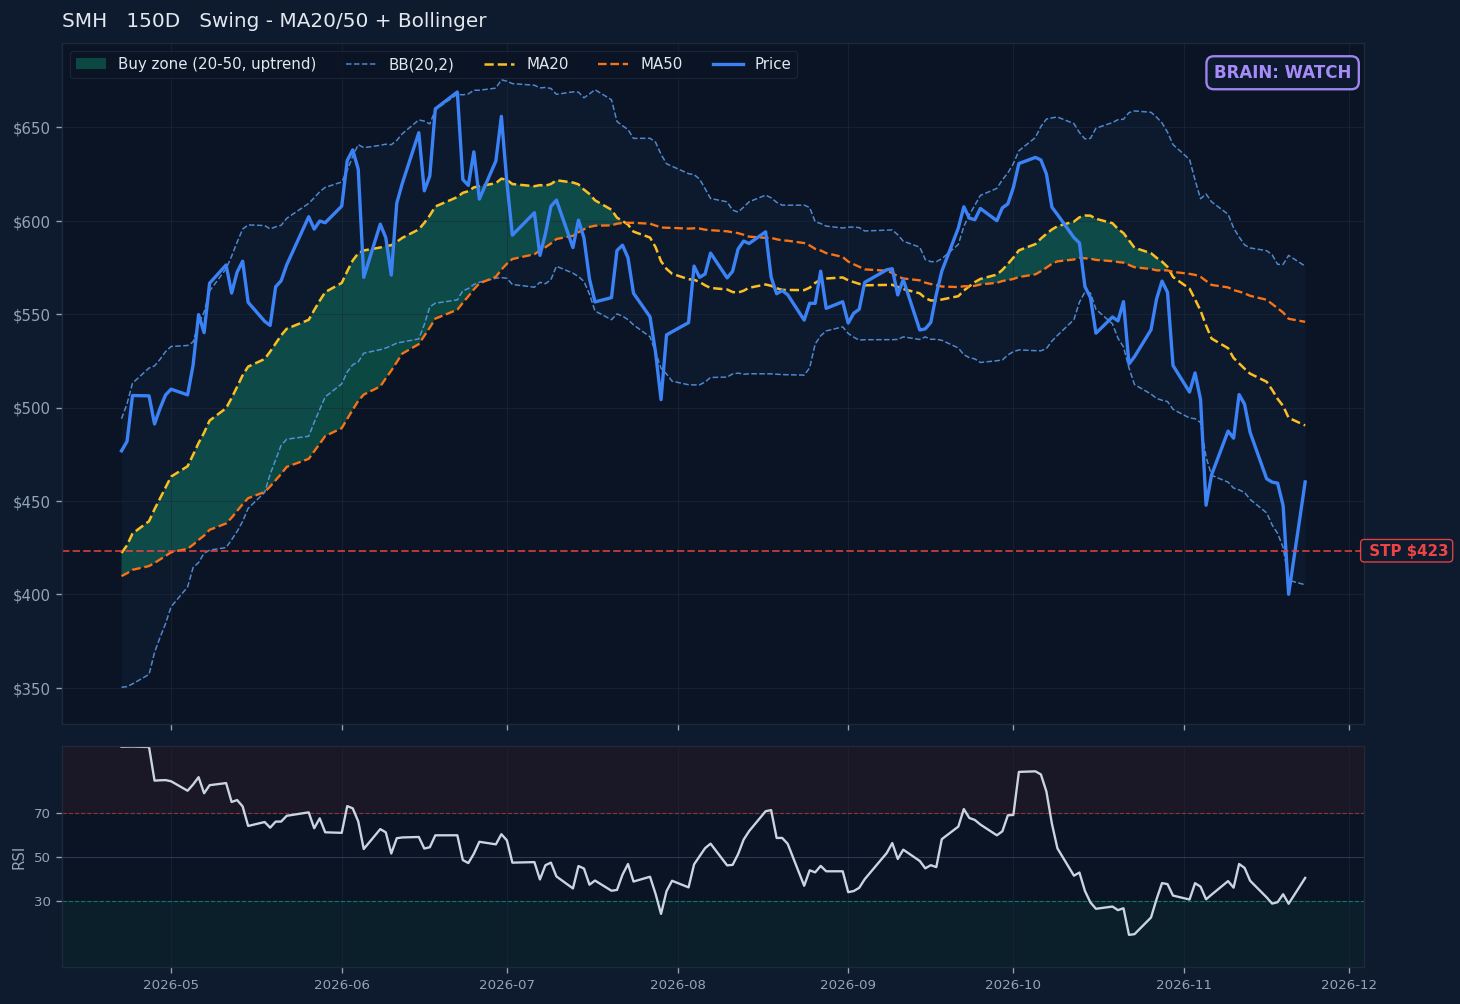 SMH 150D Swing - MA20/50 + Bollinger
Buy zone (20-50, uptrend) BB(20,2) MA20 MA50 Price
BRAIN: WATCH
$650
$600
$550
$500
$450
STP $423
$400
$350
70
50
30
RSI
2026-05 2026-06 2026-07 2026-08 2026-09 2026-10 2026-11 2026-12